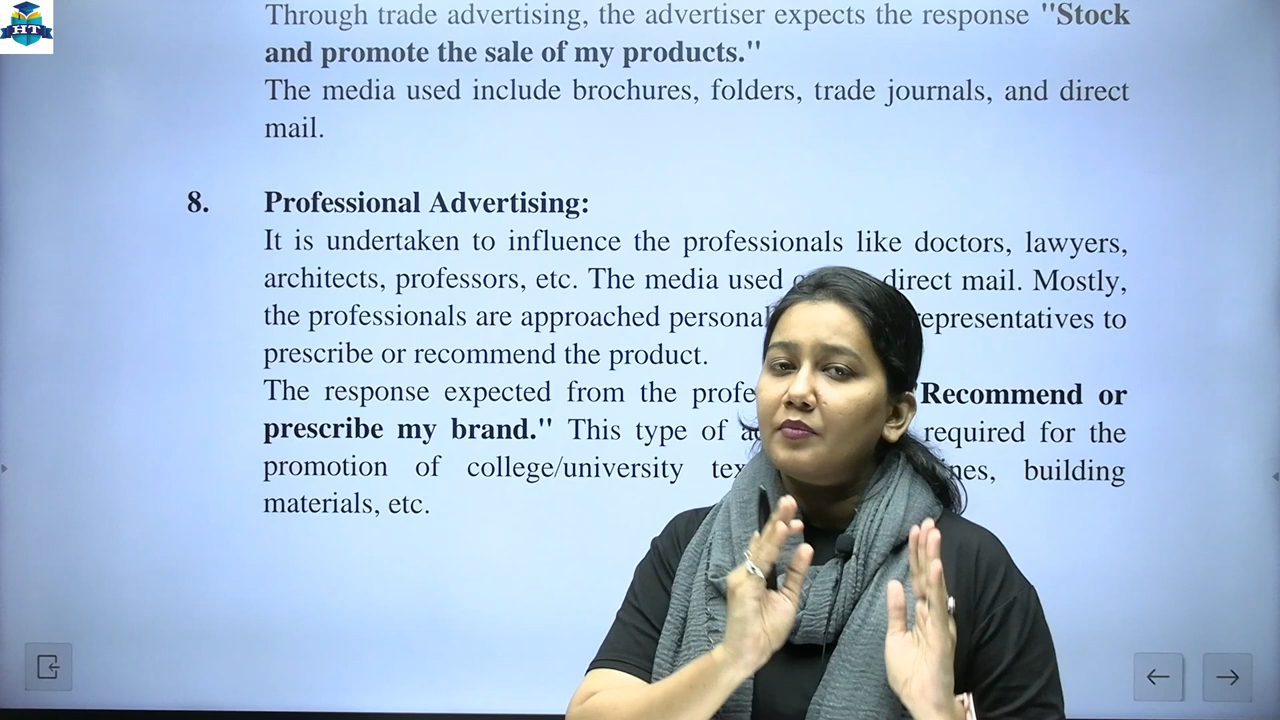 HT
Through trade advertising, the advertiser expects the response "Stock
and promote the sale of my products."
The media used include brochures, folders, trade journals, and direct
mail.
8. Professional Advertising:
It is undertaken to influence the professionals like doctors, lawyers,
architects, professors, etc. The media used direct mail. Mostly,
the professionals are approached representatives to
prescribe or recommend the product.
The response expected from the "Recommend or
prescribe my brand." This type of required for the
promotion of college/university building
materials, etc.